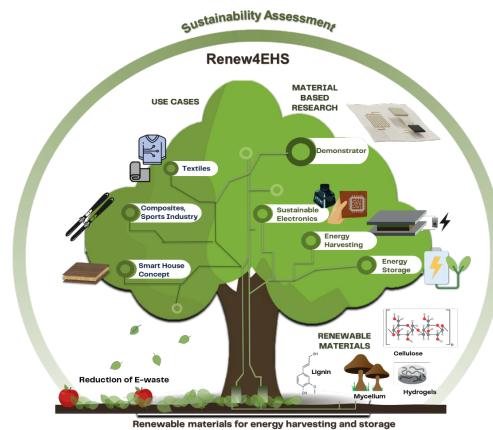 Sustainability Assessment
Renew4EHS
USE CASES
MATERIAL
BASED
RESEARCH
Textiles
Demonstrator
Composites,
Sports Industry
Sustainable
Electronics
Energy
Harvesting
Smart House
Concept
Energy
Storage
RENEWABLE
MATERIALS
Cellulose
Lignin
Reduction of E-waste
Mycelium
Hydrogels
Renewable materials for energy harvesting and storage